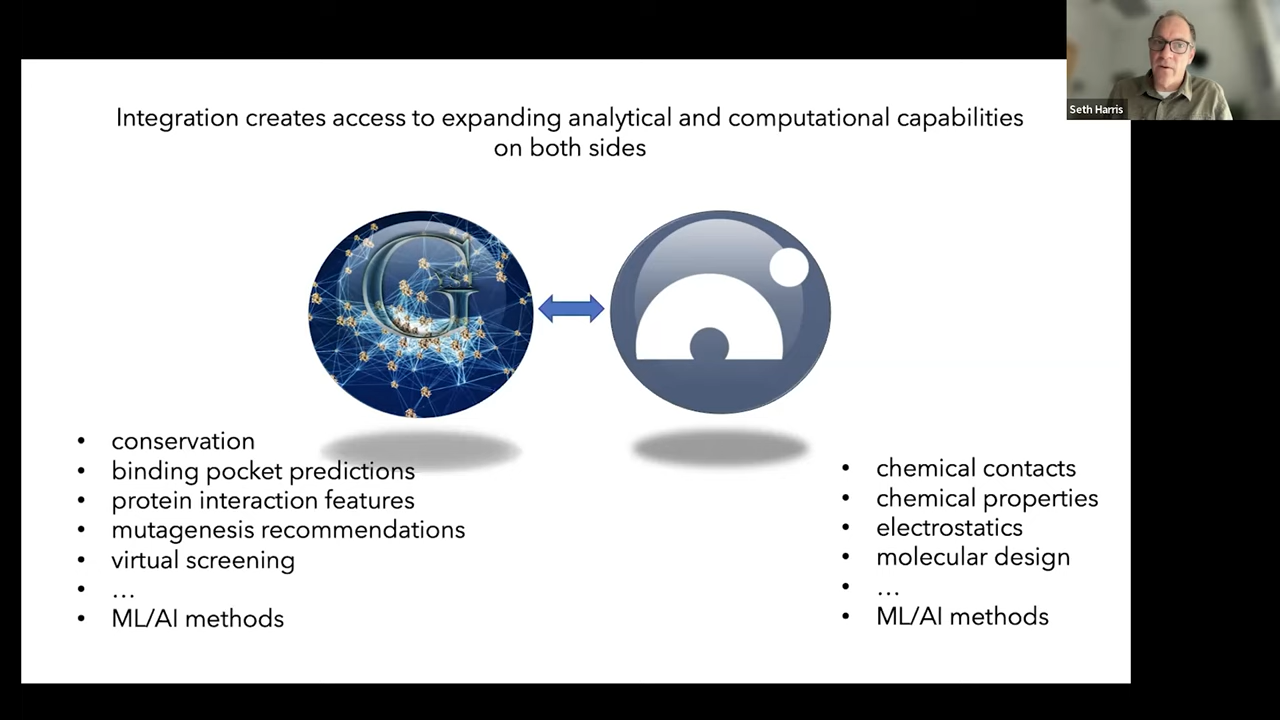 Integration creates access to expanding analytical and computational capabilities
on both sides
Seth Harris
G
• conservation
• binding pocket predictions
• protein interaction features
• mutagenesis recommendations
• virtual screening
• …
• ML/AI methods
• chemical contacts
• chemical properties
• electrostatics
• molecular design
• …
• ML/AI methods